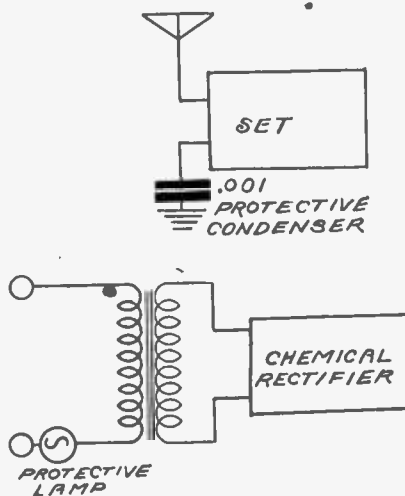 SET
.001
PROTECTIVE
CONDENSER
CHEMICAL
RECTIFIER
PROTECTIVE
LAMP